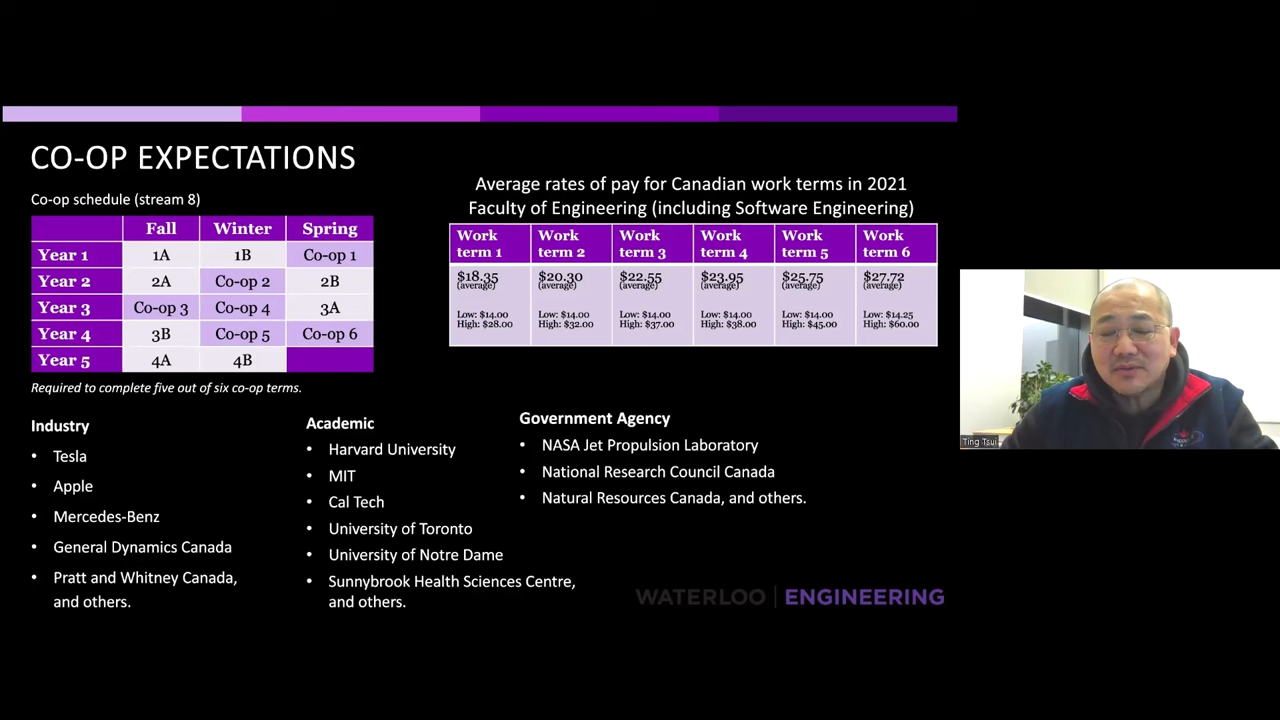 CO-OP EXPECTATIONS
Co-op schedule (stream 8)
Fall Winter Spring
Year 1 1A 1B Co-op 1
Year 2 2A Co-op 2 2B
Year 3 Co-op 3 Co-op 4 3A
Year 4 3B Co-op 5 Co-op 6
Year 5 4A 4B
Required to complete five out of six co-op terms.
Average rates of pay for Canadian work terms in 2021
Faculty of Engineering (including Software Engineering)
Work Work Work Work Work Work
term 1 term 2 term 3 term 4 term 5 term 6
$18.35 $20.30 $22.55 $23.95 $25.75 $27.72
(average) (average) (average) (average) (average) (average)
Low: $14.00 Low: $14.00 Low: $14.00 Low: $14.00 Low: $14.00 Low: $14.25
High: $28.00 High: $32.00 High: $37.00 High: $38.00 High: $45.00 High: $60.00
Industry
• Tesla
• Apple
• Mercedes-Benz
• General Dynamics Canada
• Pratt and Whitney Canada,
and others.
Academic
• Harvard University
• MIT
• Cal Tech
• University of Toronto
• University of Notre Dame
• Sunnybrook Health Sciences Centre,
and others.
Government Agency
• NASA Jet Propulsion Laboratory
• National Research Council Canada
• Natural Resources Canada, and others.
WATERLOO | ENGINEERING
Ting Tsui